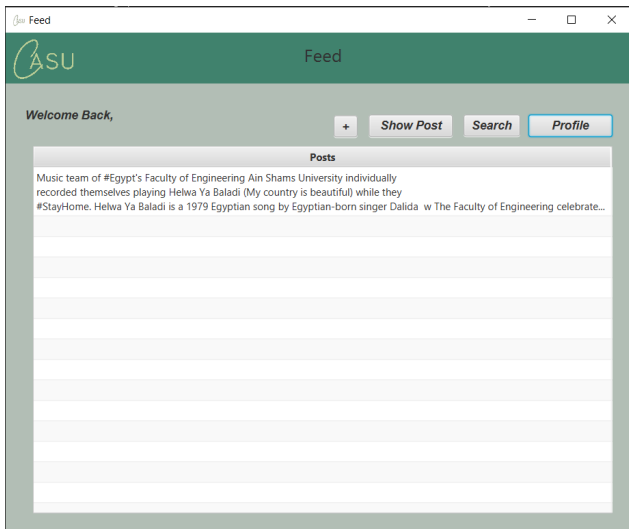 Feed
CASU
Feed
Welcome Back,
+
Show Post
Search
Profile
Posts
Music team of #Egypt's Faculty of Engineering Ain Shams University individually
recorded themselves playing Helwa Ya Baladi (My country is beautiful) while they
#StayHome. Helwa Ya Baladi is a 1979 Egyptian song by Egyptian-born singer Dalida w The Faculty of Engineering celebrate...